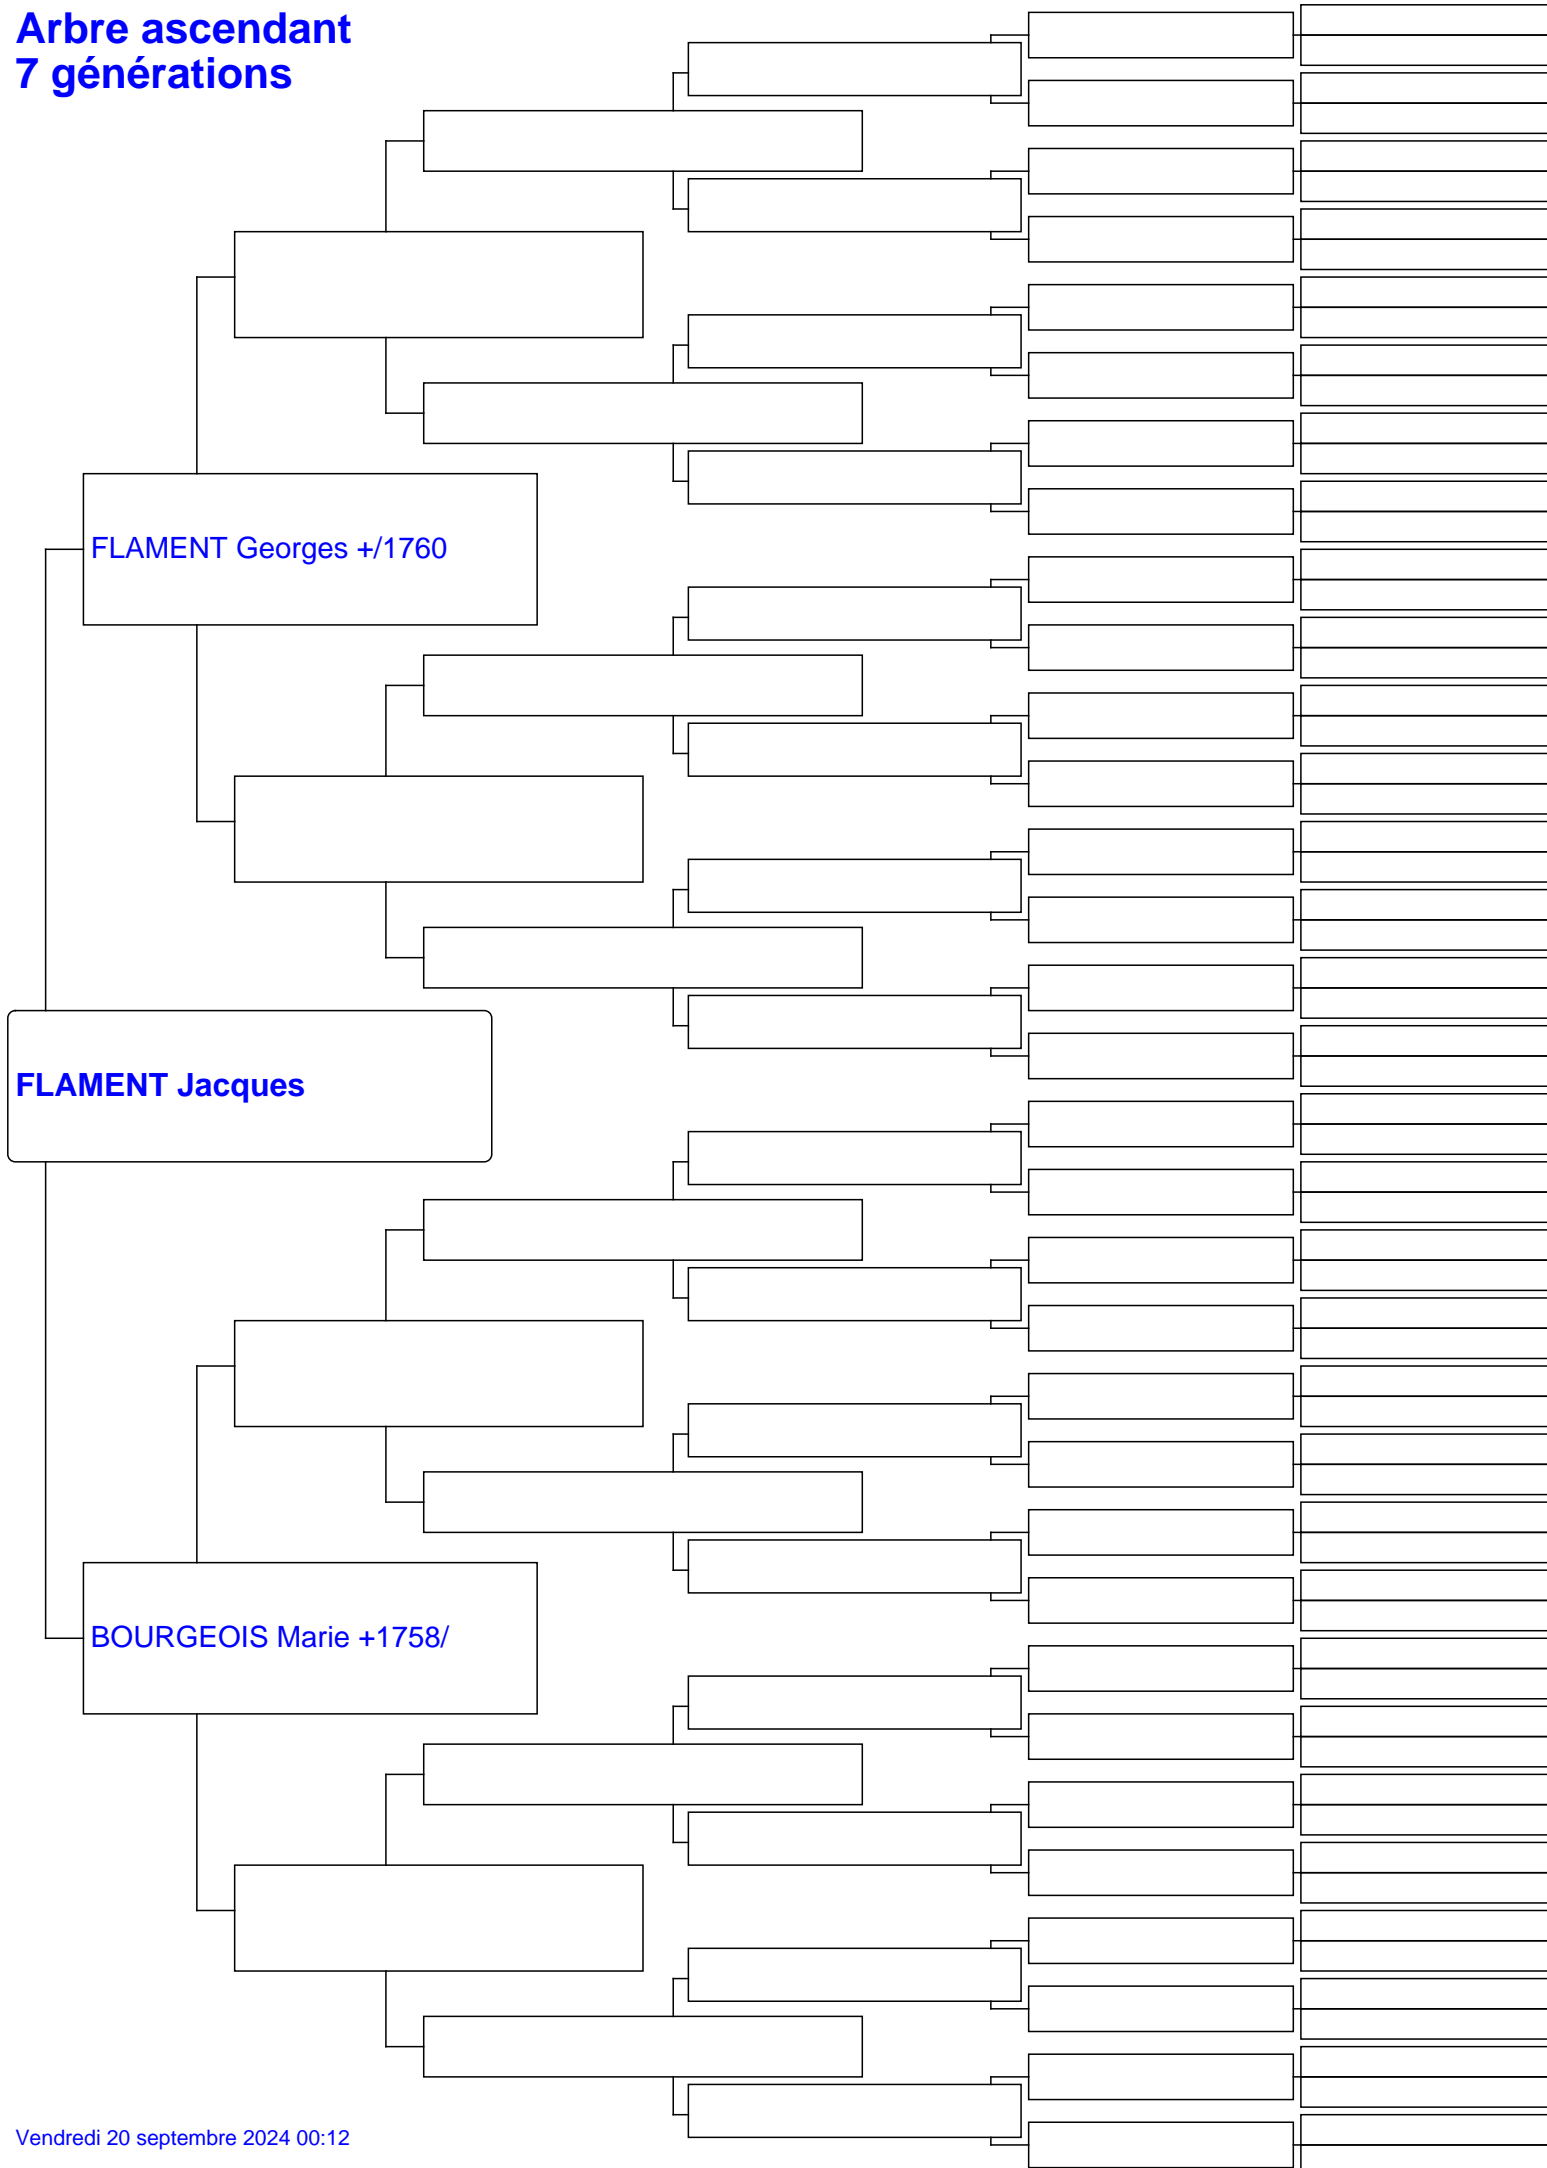 Arbre ascendant
7 générations
FLAMENT Georges +/1760
FLAMENT Jacques
BOURGEOIS Marie +1758/
Vendredi 20 septembre 2024 00:12